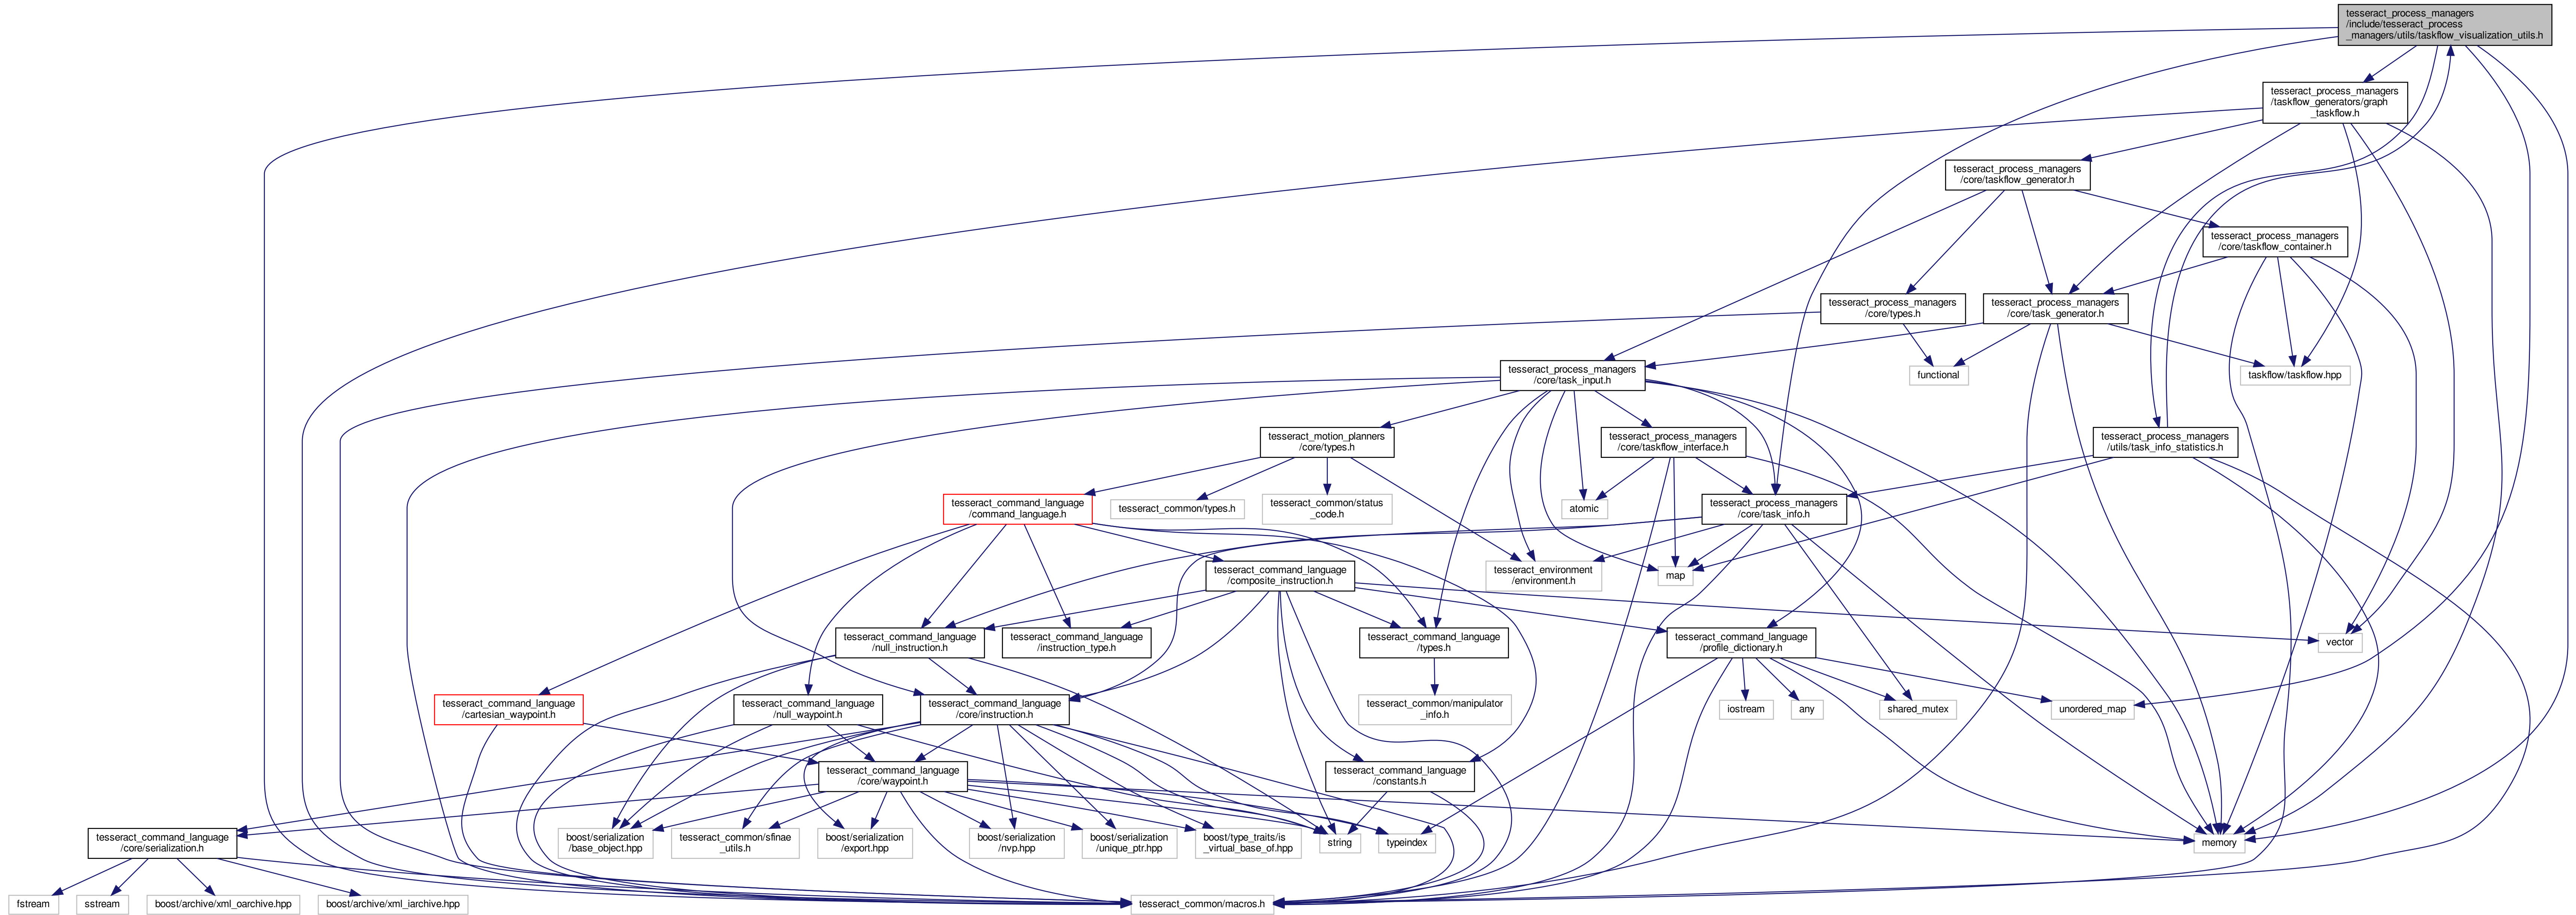 tesseract_process_managers
/include/tesseract_process
_managers/utils/taskflow_visualization_utils.h
tesseract_process_managers
/taskflow_generators/graph
_taskflow.h
tesseract_process_managers
/core/taskflow_generator.h
tesseract_process_managers
/core/taskflow_container.h
tesseract_process_managers
/core/types.h
tesseract_process_managers
/core/task_generator.h
tesseract_process_managers
/core/task_input.h
functional
taskflow/taskflow.hpp
tesseract_motion_planners
/core/types.h
tesseract_process_managers
/core/taskflow_interface.h
tesseract_process_managers
/utils/task_info_statistics.h
tesseract_command_language
/command_language.h
tesseract_common/types.h
tesseract_common/status
_code.h
atomic
tesseract_process_managers
/core/task_info.h
tesseract_command_language
/composite_instruction.h
tesseract_environment
/environment.h
map
tesseract_command_language
/null_instruction.h
tesseract_command_language
/instruction_type.h
tesseract_command_language
/types.h
tesseract_command_language
/profile_dictionary.h
vector
tesseract_command_language
/cartesian_waypoint.h
tesseract_command_language
/null_waypoint.h
tesseract_command_language
/core/instruction.h
tesseract_common/manipulator
_info.h
iostream
any
shared_mutex
unordered_map
tesseract_command_language
/core/waypoint.h
tesseract_command_language
/constants.h
tesseract_command_language
/core/serialization.h
boost/serialization
/base_object.hpp
tesseract_common/sfinae
_utils.h
boost/serialization
/export.hpp
boost/serialization
/nvp.hpp
boost/serialization
/unique_ptr.hpp
boost/type_traits/is
_virtual_base_of.hpp
string
typeindex
memory
fstream
sstream
boost/archive/xml_oarchive.hpp
boost/archive/xml_iarchive.hpp
tesseract_common/macros.h